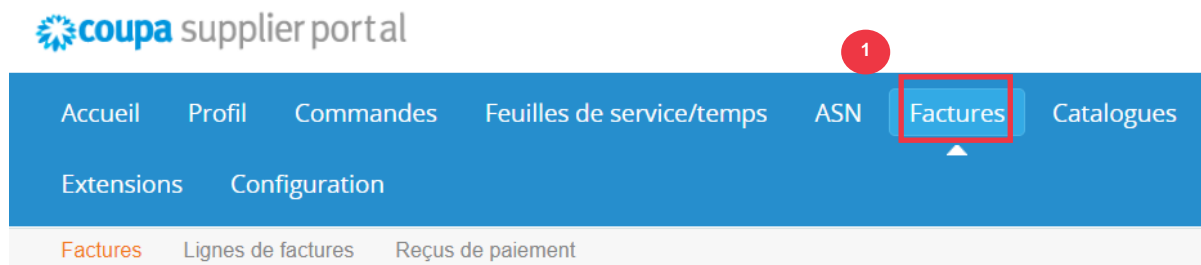 coupa supplier portal
1
Accueil Profil Commandes Feuilles de service/temps ASN Factures Catalogues
Extensions Configuration
Factures Lignes de factures Reçus de paiement